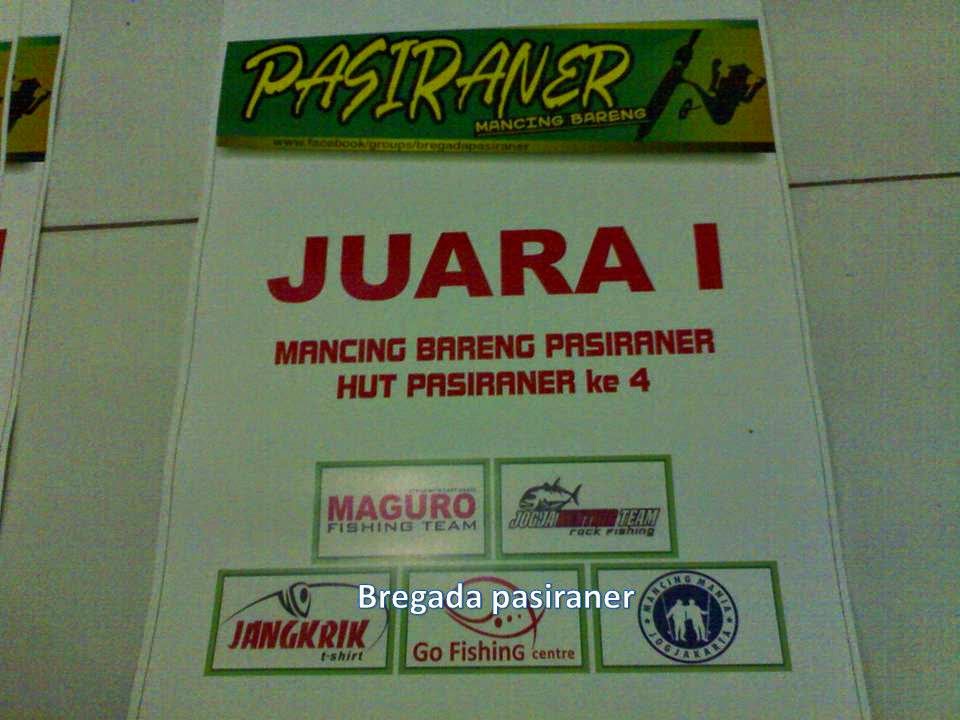 PASIRANER
MANCING BARENG
www.facebook/groups/bregadapasiraner
JUARA I
MANCING BARENG PASIRANER
HUT PASIRANER ke 4
MAGURO
FISHING TEAM
JOGJA TEAM
rock Fishing
JANGKRIK
t-shirt
Bregada pasiraner
Go Fishing centre
MANCING MANIA
JOGJAKARTA